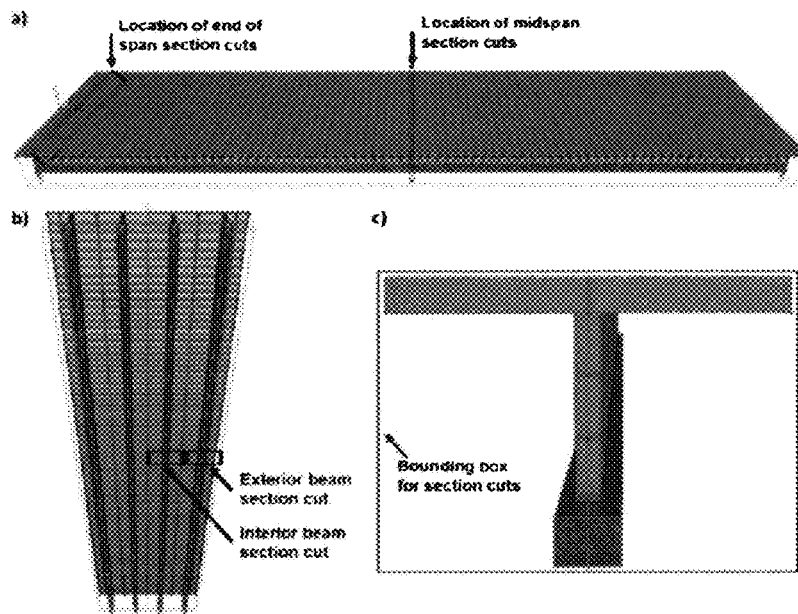 a)
Location of end of
span section cuts
Location of midspan
section cuts
b)
Exterior beam
section cut
Interior beam
section cut
c)
Bounding box
for section cuts